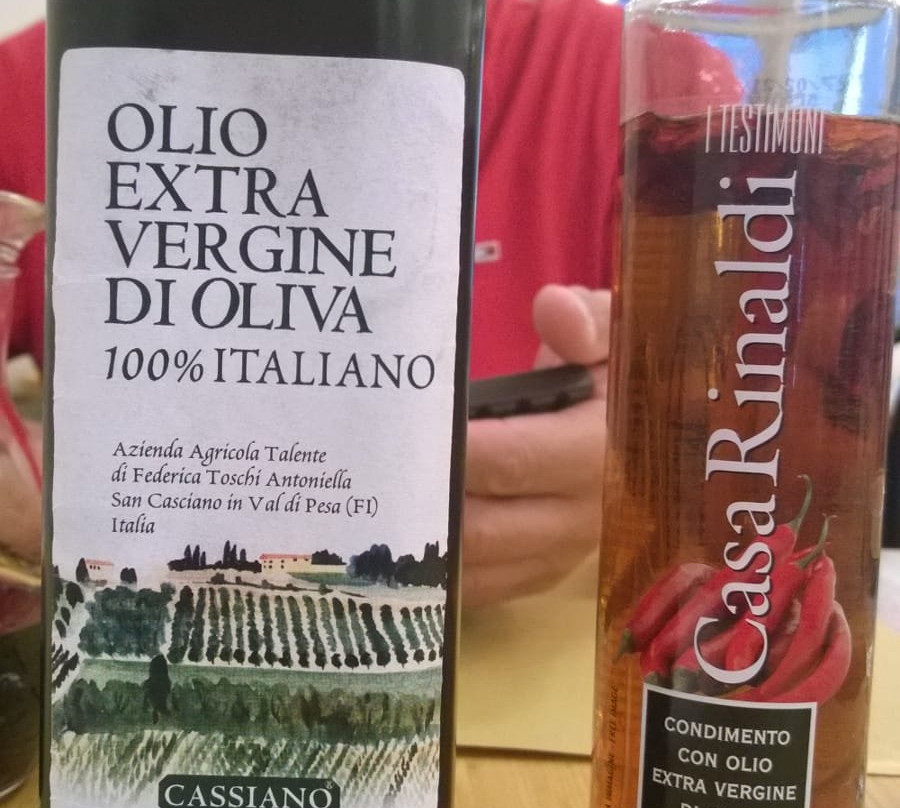 OLIO
EXTRA
VERGINE
DI OLIVA
100% ITALIANO
Azienda Agricola Talente
di Federica Toschi Antoniella
San Casciano in Val di Pesa (FI)
Italia
CASSIANO®
I TESTIMONI
Casa Rinaldi
CONDIMENTO
CON OLIO
EXTRA VERGINE